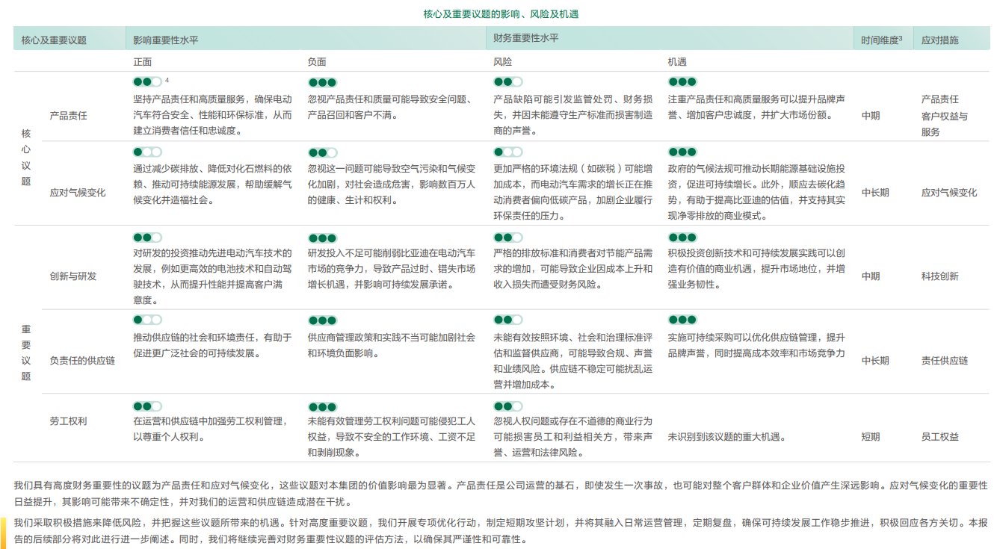 核心及重要议题的影响、风险及机遇
核心及重要议题
影响重要性水平
财务重要性水平
时间维度3
应对措施
正面
负面
风险
机遇
核
心
议
题
产品责任
4
坚持产品责任和高质量服务，确保电动
汽车符合安全、性能和环保标准，从而
建立消费者信任和忠诚度。
忽视产品责任和质量可能导致安全问题、
产品召回和客户不满。
产品缺陷可能引发监管处罚、财务损
失，并因未能遵守生产标准而损害制造
商的声誉。
注重产品责任和高质量服务可以提升品牌声
誉、增加客户忠诚度，并扩大市场份额。
中期
产品责任
客户权益与
服务
应对气候变化
通过减少碳排放、降低对化石燃料的依
赖、推动可持续能源发展，帮助缓解气
候变化并造福社会。
忽视这一问题可能导致空气污染和气候变
化加剧，对社会造成危害，影响数百万人
的健康、生计和权利。
更加严格的环境法规（如碳税）可能增
加成本，而电动汽车需求的增长正在推
动消费者偏向低碳产品，加剧企业履行
环保责任的压力。
政府的气候法规可推动长期能源基础设施投
资，促进可持续增长。此外，顺应去碳化趋
势，有助于提高比亚迪的估值，并支持其实
现净零排放的商业模式。
中长期
应对气候变化
重
要
议
题
创新与研发
对研发的投资推动先进电动汽车技术的
发展，例如更高效的电池技术和自动驾
驶技术，从而提升性能并提高客户满
意度。
研发投入不足可能削弱比亚迪在电动汽车
市场的竞争力，导致产品过时、错失市场
增长机遇，并影响可持续发展承诺。
严格的排放标准和消费者对节能产品需
求的增加，可能导致企业因成本上升和
收入损失而遭受财务风险。
积极投资创新技术和可持续发展实践可以创
造有价值的商业机遇，提升市场地位，并增
强业务韧性。
中期
科技创新
负责任的供应链
推动供应链的社会和环境责任，有助于
促进更广泛社会的可持续发展。
供应商管理政策和实践不当可能加剧社会
和环境负面影响。
未能有效按照环境、社会和治理标准评
估和监督供应商，可能导致合规、声誉
和业绩风险。供应链不稳定可能扰乱运
营并增加成本。
实施可持续采购可以优化供应链管理，提升
品牌声誉，同时提高成本效率和市场竞争力
中长期
责任供应链
劳工权利
在运营和供应链中加强劳工权利管理，
以尊重个人权利。
未能有效管理劳工权利问题可能侵犯工人
权益，导致不安全的工作环境、工资不足
和剥削现象。
忽视人权问题或存在不道德的商业行为
可能损害员工和利益相关方，带来声
誉、运营和法律风险。
未识别到该议题的重大机遇。
短期
员工权益
我们具有高度财务重要性的议题为产品责任和应对气候变化，这些议题对本集团的价值影响最为显著。产品责任是公司运营的基石，即使发生一次事故，也可能对整个客户群体和企业价值产生深远影响。应对气候变化的重要性
日益提升，其影响可能带来不确定性，并对我们的运营和供应链造成潜在干扰。
我们采取积极措施来降低风险，并把握这些议题所带来的机遇。针对高度重要议题，我们开展专项优化行动，制定短期攻坚计划，并将其融入日常运营管理，定期复盘，确保可持续发展工作稳步推进，积极回应各方关切。本报
告的后续部分将对此进行进一步阐述。同时，我们将继续完善对财务重要性议题的评估方法，以确保其严谨性和可靠性。